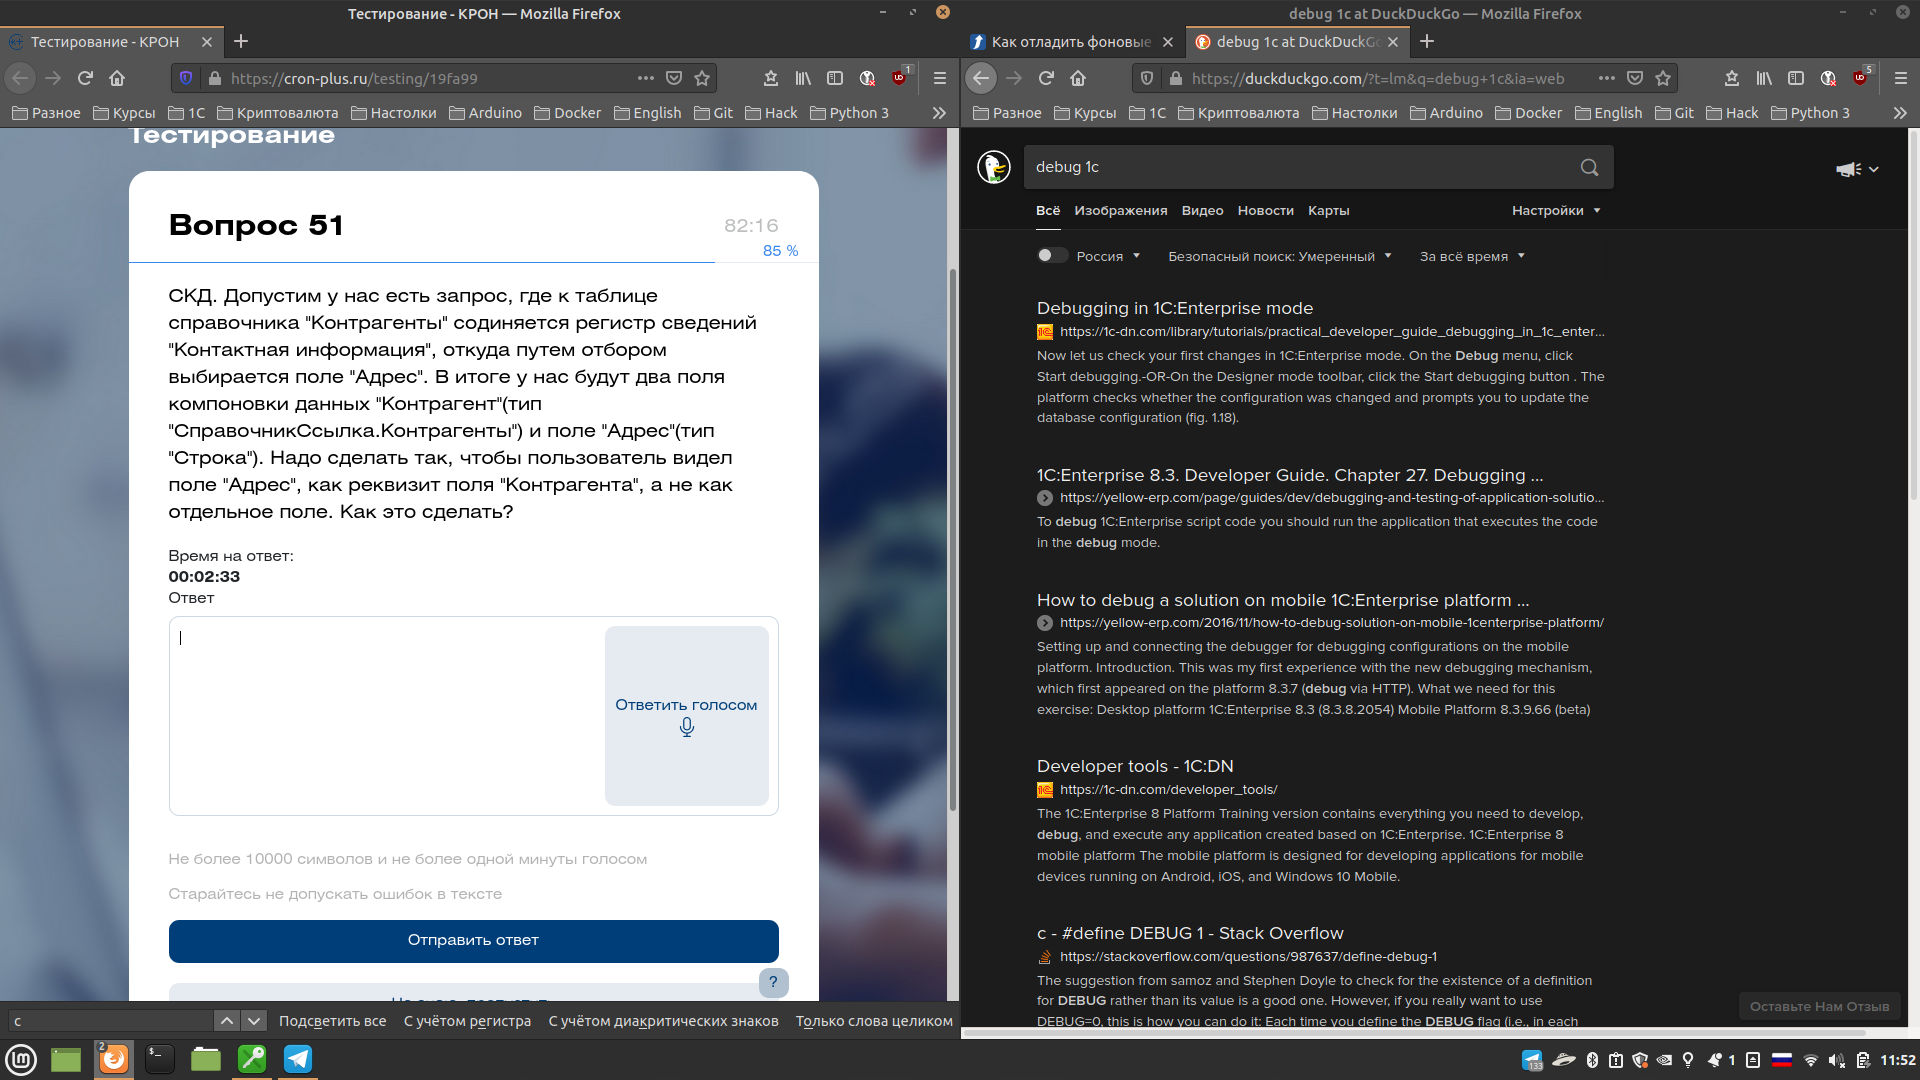 Тестирование - КРОН — Mozilla Firefox
Тестирование - КРОН
https://cron-plus.ru/testing/19fa99
1
Разное Курсы 1С Криптовалюта Настолки Arduino Docker English Git Hack Python 3
Тестирование
Вопрос 51
82:16
85 %
СКД. Допустим у нас есть запрос, где к таблице
справочника "Контрагенты" содиняется регистр сведений
"Контактная информация", откуда путем отбором
выбирается поле "Адрес". В итоге у нас будут два поля
компоновки данных "Контрагент"(тип
"СправочникСсылка.Контрагенты") и поле "Адрес"(тип
"Строка"). Надо сделать так, чтобы пользователь видел
поле "Адрес", как реквизит поля "Контрагента", а не как
отдельное поле. Как это сделать?
Время на ответ:
00:02:33
Ответ
Ответить голосом
Не более 10000 символов и не более одной минуты голосом
Старайтесь не допускать ошибок в тексте
Отправить ответ
?
с
Подсветить все С учётом регистра С учётом диакритических знаков Только слова целиком
debug 1c at DuckDuckGo — Mozilla Firefox
Как отладить фоновые
debug 1c at DuckDuckG
https://duckduckgo.com/?t=lm&q=debug+1c&ia=web
5
Разное Курсы 1С Криптовалюта Настолки Arduino Docker English Git Hack Python 3
debug 1c
Всё Изображения Видео Новости Карты Настройки
Россия Безопасный поиск: Умеренный За всё время
Debugging in 1C:Enterprise mode
https://1c-dn.com/library/tutorials/practical_developer_guide_debugging_in_1c_enter...
Now let us check your first changes in 1C:Enterprise mode. On the Debug menu, click
Start debugging.-OR-On the Designer mode toolbar, click the Start debugging button . The
platform checks whether the configuration was changed and prompts you to update the
database configuration (fig. 1.18).
1C:Enterprise 8.3. Developer Guide. Chapter 27. Debugging ...
https://yellow-erp.com/page/guides/dev/debugging-and-testing-of-application-solutio...
To debug 1C:Enterprise script code you should run the application that executes the code
in the debug mode.
How to debug a solution on mobile 1C:Enterprise platform ...
https://yellow-erp.com/2016/11/how-to-debug-solution-on-mobile-1centerprise-platform/
Setting up and connecting the debugger for debugging configurations on the mobile
platform. Introduction. This was my first experience with the new debugging mechanism,
which first appeared on the platform 8.3.7 (debug via HTTP). What we need for this
exercise: Desktop platform 1C:Enterprise 8.3 (8.3.8.2054) Mobile Platform 8.3.9.66 (beta)
Developer tools - 1C:DN
https://1c-dn.com/developer_tools/
The 1C:Enterprise 8 Platform Training version contains everything you need to develop,
debug, and execute any application created based on 1C:Enterprise. 1C:Enterprise 8
mobile platform The mobile platform is designed for developing applications for mobile
devices running on Android, iOS, and Windows 10 Mobile.
c - #define DEBUG 1 - Stack Overflow
https://stackoverflow.com/questions/987637/define-debug-1
The suggestion from samoz and Stephen Doyle to check for the existence of a definition
for DEBUG rather than its value is a good one. However, if you really want to use
DEBUG=0, this is how you can do it: Each time you define the DEBUG flag (i.e., in each
Оставьте Нам Отзыв
2
133
1
11:52